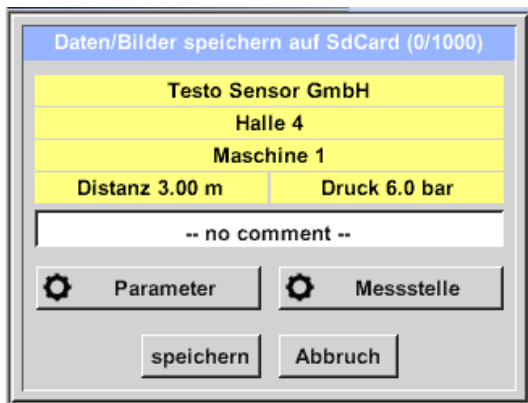 Daten/Bilder speichern auf SdCard (0/1000)
Testo Sensor GmbH
Halle 4
Maschine 1
Distanz 3.00 m Druck 6.0 bar
-- no comment --
Parameter Messstelle
speichern Abbruch